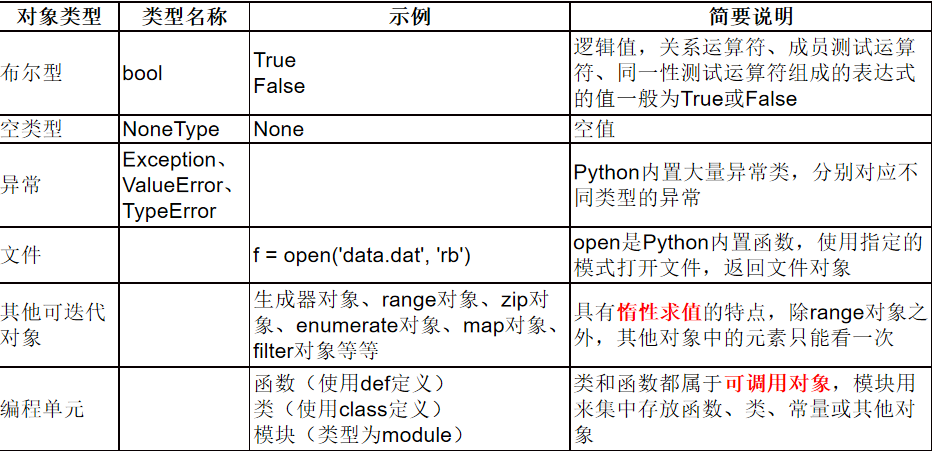 对象类型 类型名称 示例 简要说明
布尔型 bool True
False 逻辑值，关系运算符、成员测试运算
符、同一性测试运算符组成的表达式
的值一般为True或False
空类型 NoneType None 空值
异常 Exception、
ValueError、
TypeError Python内置大量异常类，分别对应不
同类型的异常
文件 f = open('data.dat', 'rb') open是Python内置函数，使用指定的
模式打开文件，返回文件对象
其他可迭代
对象 生成器对象、range对象、zip对
象、enumerate对象、map对象、
filter对象等等 具有惰性求值的特点，除range对象之
外，其他对象中的元素只能看一次
编程单元 函数（使用def定义）
类（使用class定义）
模块（类型为module） 类和函数都属于可调用对象，模块用
来集中存放函数、类、常量或其他对
象